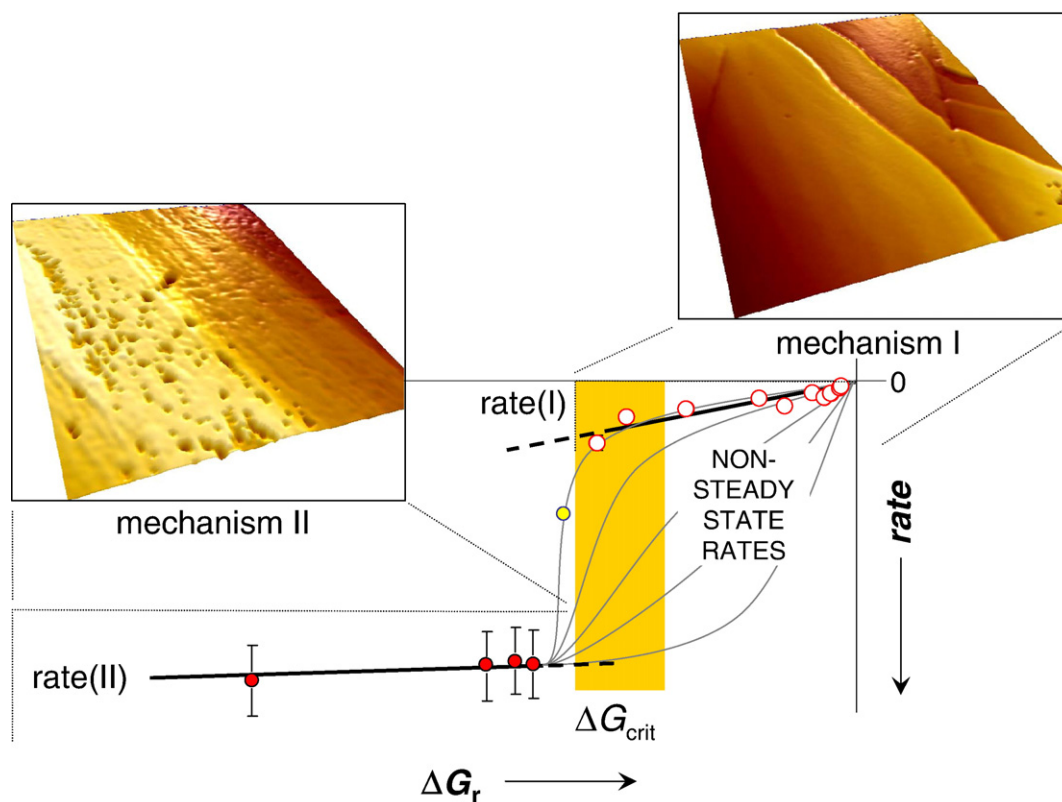 mechanism I
0
rate(I)
NON-
STEADY
STATE
RATES
rate
mechanism II
rate(II)
ΔGcrit
ΔGr